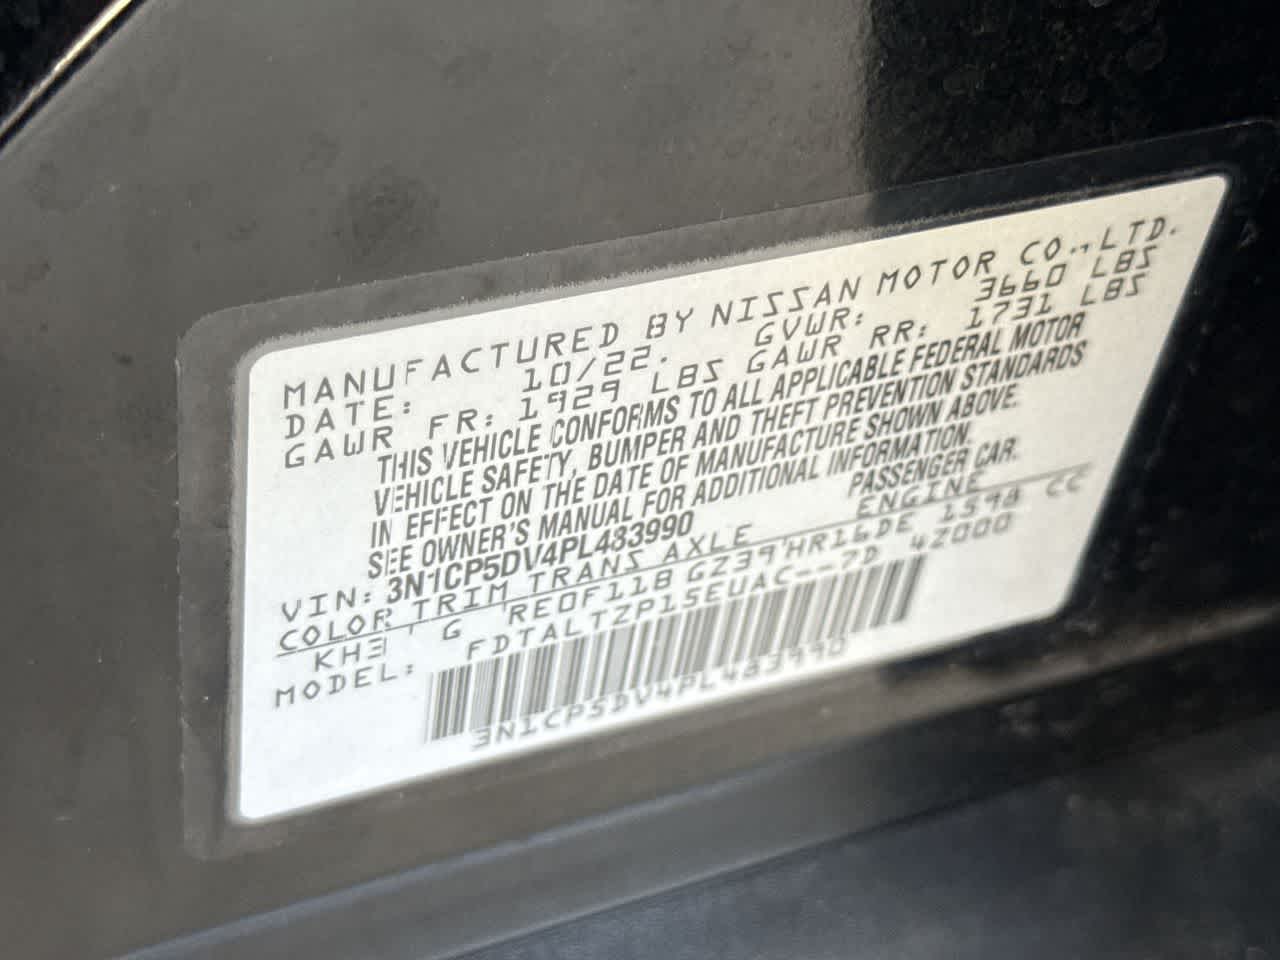 MANUFACTURED BY NISSAN MOTOR CO.,LTD.
DATE: 10/22. GVWR: 3660 LBS
GAWR FR: 1929 LBS GAWR RR: 1731 LBS
THIS VEHICLE CONFORMS TO ALL APPLICABLE FEDERAL MOTOR
VEHICLE SAFETY, BUMPER AND THEFT PREVENTION STANDARDS
IN EFFECT ON THE DATE OF MANUFACTURE SHOWN ABOVE.
SEE OWNER'S MANUAL FOR ADDITIONAL INFORMATION.
VIN: 3N1CP5DV4PL483990 PASSENGER CAR.
COLOR TRIM TRANS AXLE ENGINE
KH3 G RE0F11B GZ39 HR16DE 1598 CC
MODEL: FDTALTZP15EUAC--7D 42000
3N1CP5DV4PL483990